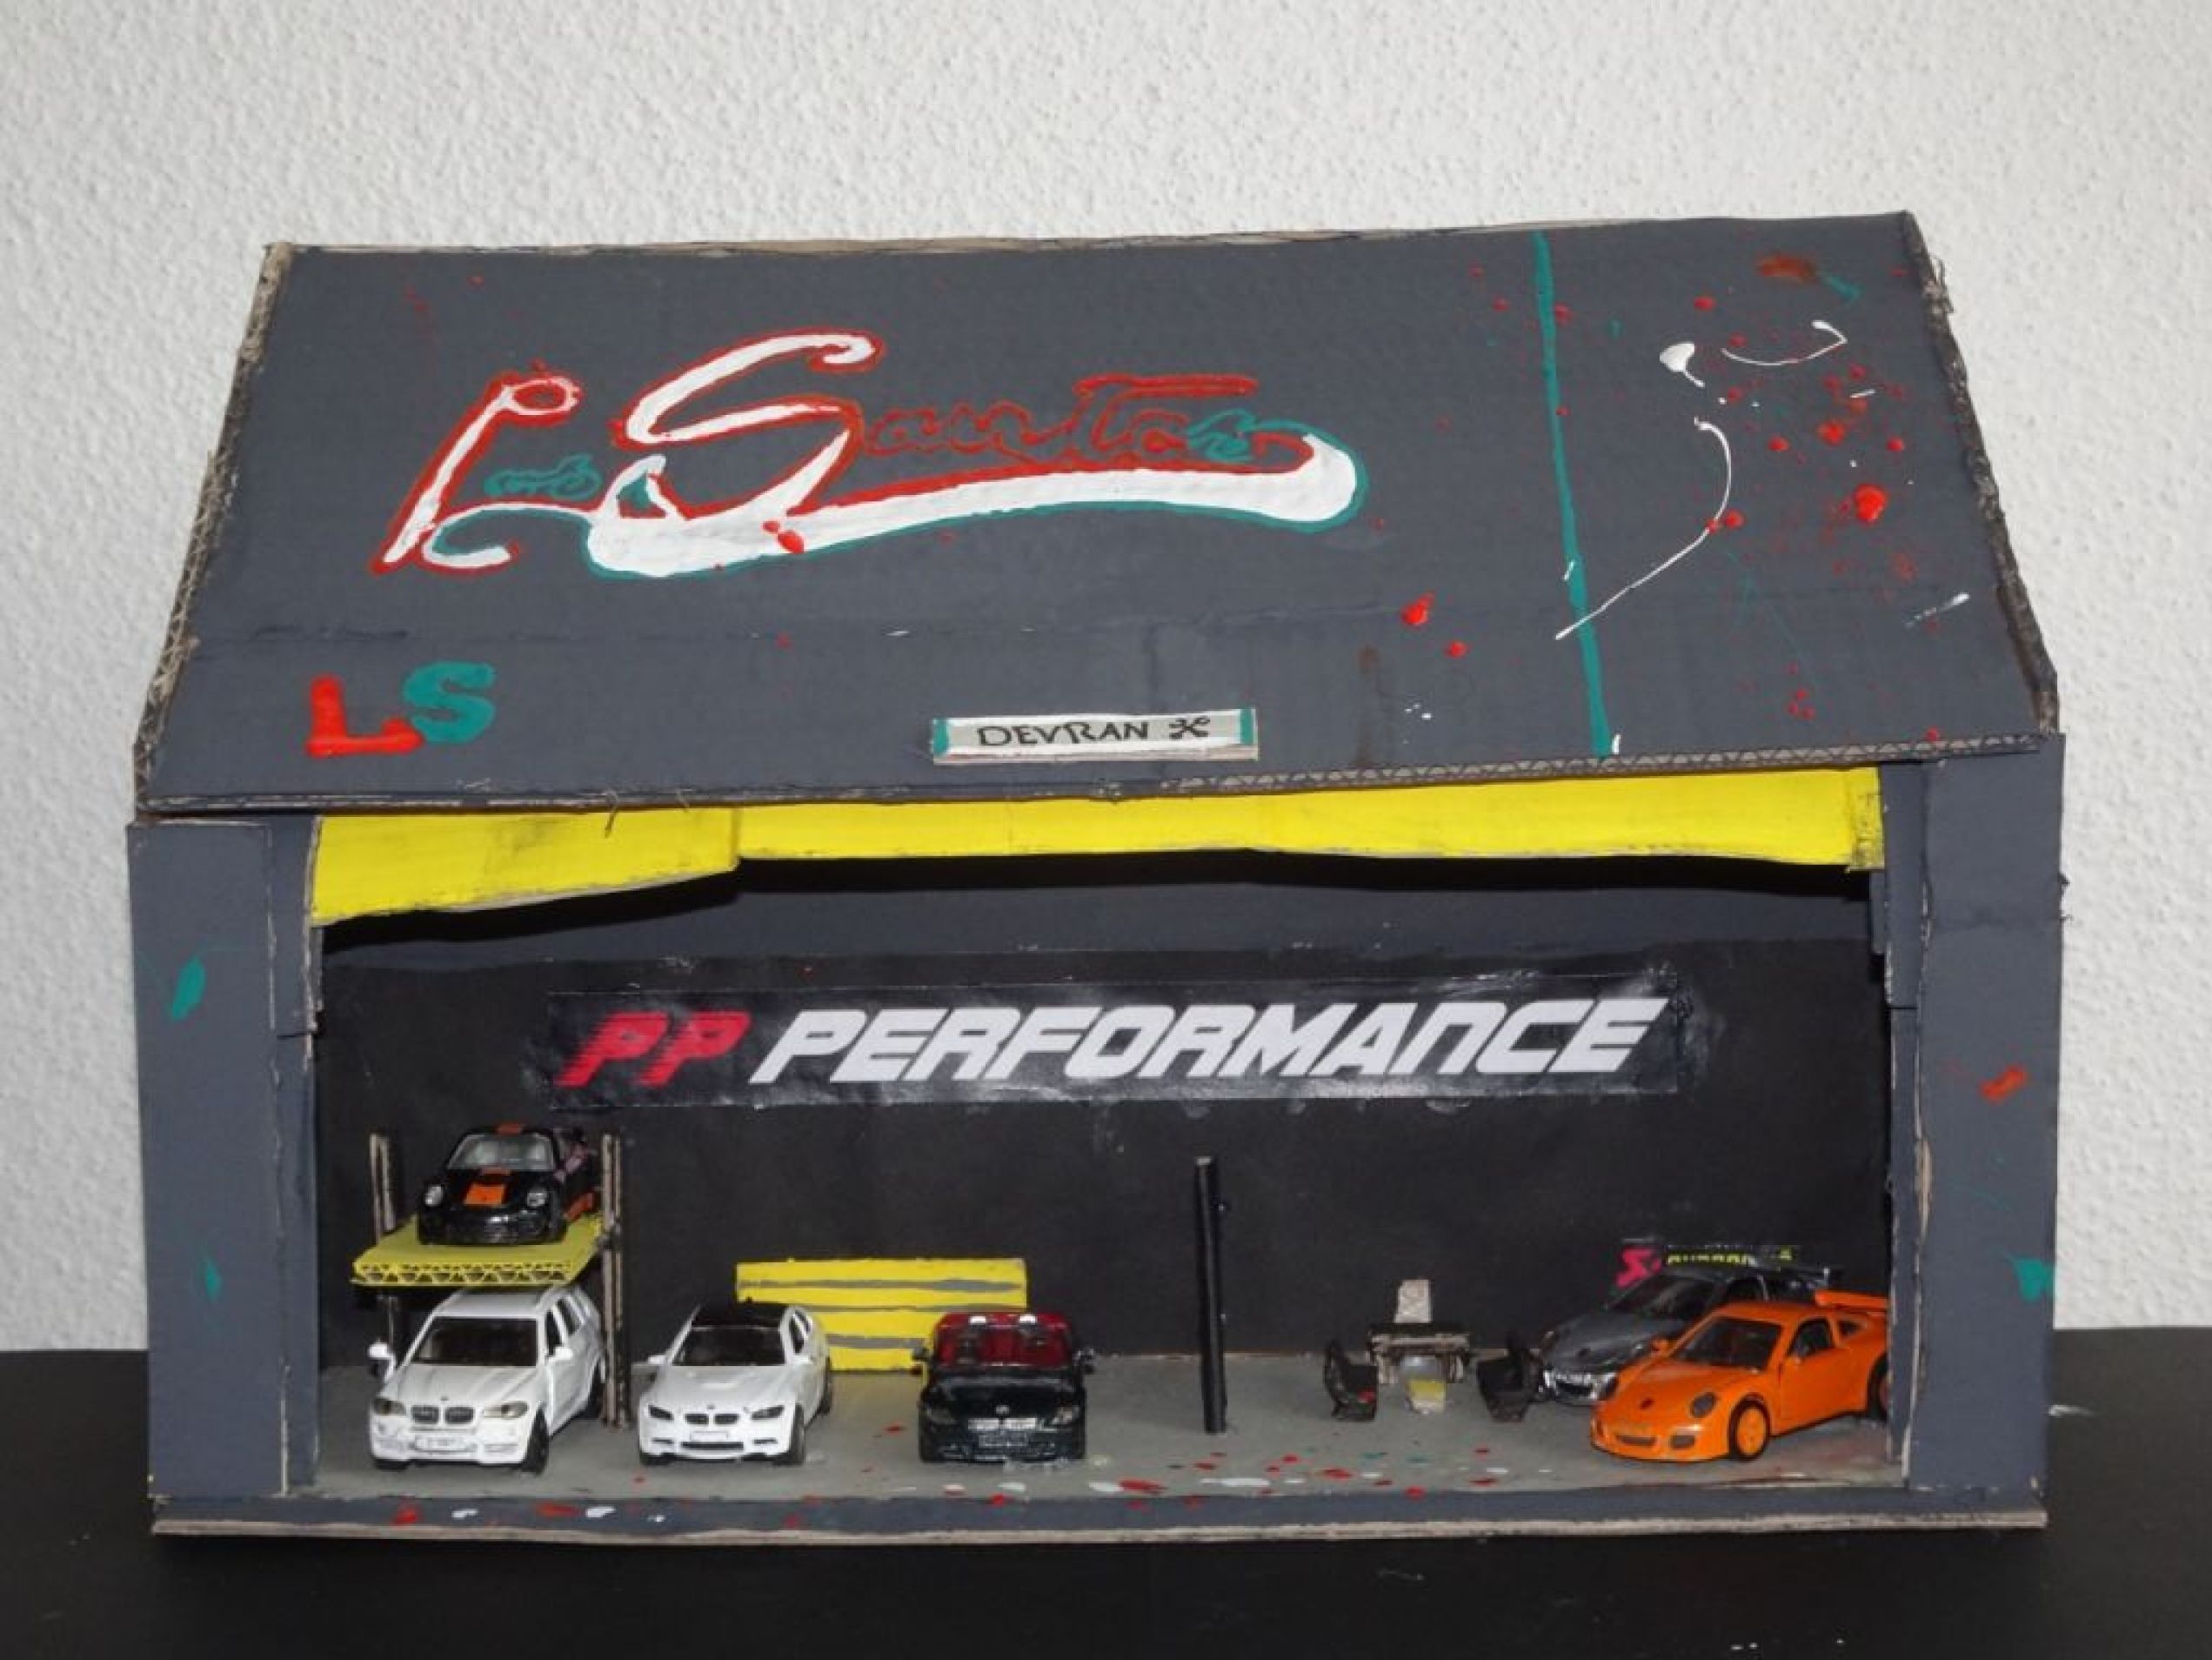 Los Santos
LS
DEVRAN
PP PERFORMANCE